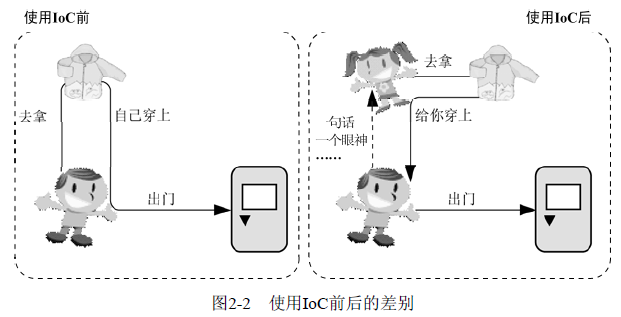 使用IoC前
去拿
自己穿上
出门
使用IoC后
去拿
给你穿上
一句话
一个眼神
……
出门
图2-2 使用IoC前后的差别